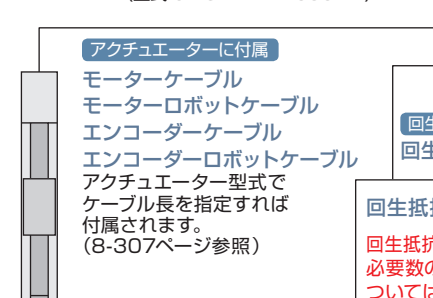 アクチュエーターに付属
モーターケーブル
モーターロボットケーブル
エンコーダーケーブル
エンコーダーロボットケーブル
アクチュエーター型式で
ケーブル長を指定すれば
付属されます。
(8-307ページ参照)
回生
回生抵
回生抵抗
必要数の
ついては